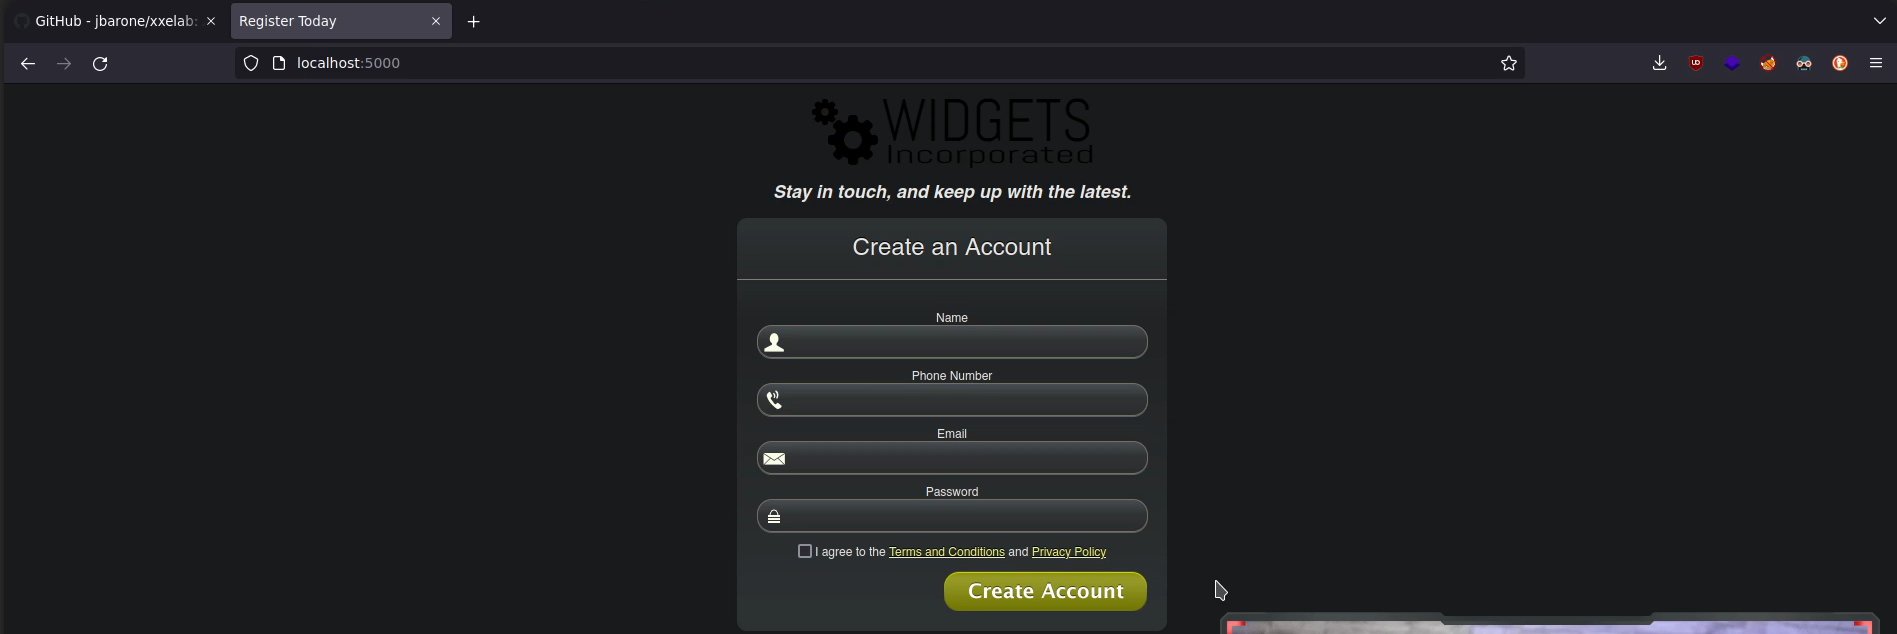 GitHub - jbarone/xxelab:
Register Today
localhost:5000
WIDGETS
Incorporated
Stay in touch, and keep up with the latest.
Create an Account
Name
Phone Number
Email
Password
I agree to the Terms and Conditions and Privacy Policy
Create Account